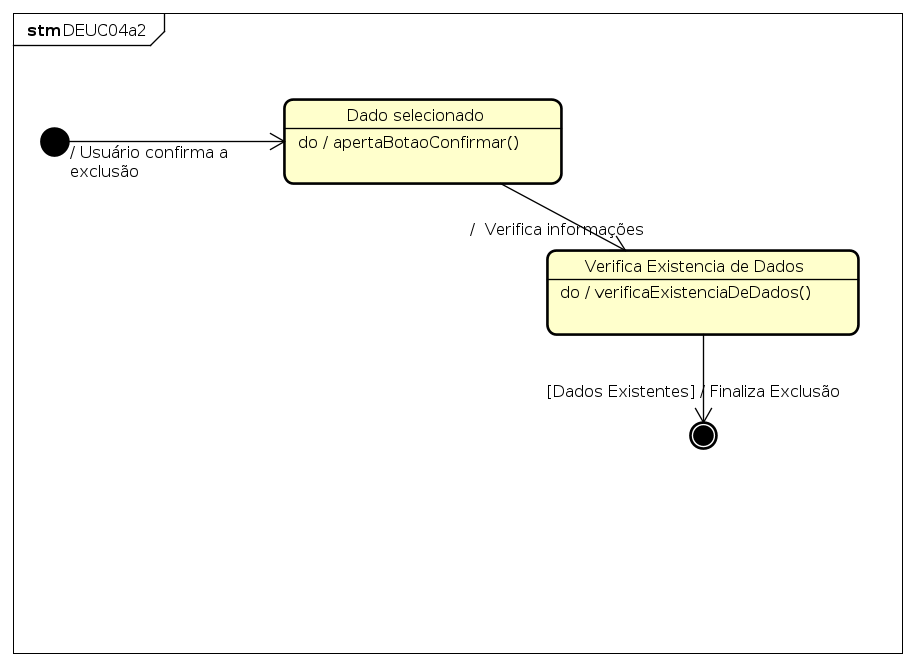 stm DEUC04a2
Dado selecionado
do / apertaBotaoConfirmar()
/ Usuário confirma a
exclusão
/ Verifica informações
Verifica Existencia de Dados
do / verificaExistenciaDeDados()
[Dados Existentes] / Finaliza Exclusão